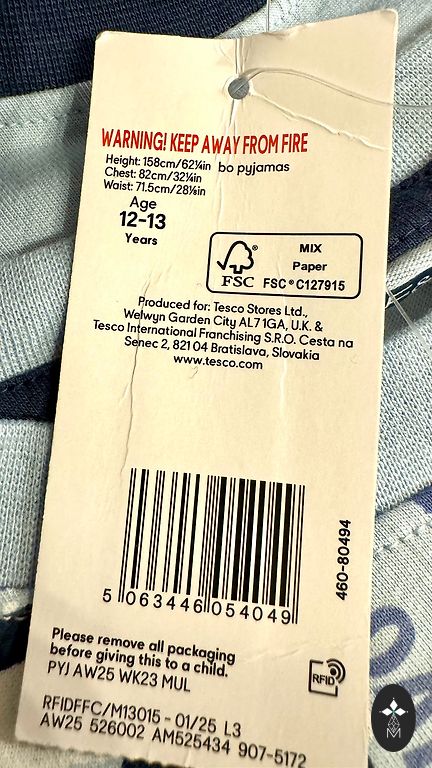 WARNING! KEEP AWAY FROM FIRE
Height: 158cm/62¼in bo pyjamas
Chest: 82cm/32¼in
Waist: 71.5cm/28⅛in
Age
12-13
Years
MIX
Paper
FSC® FSC® C127915
Produced for: Tesco Stores Ltd.,
Welwyn Garden City AL7 1GA, U.K. &
Tesco International Franchising S.R.O. Cesta na
Senec 2, 821 04 Bratislava, Slovakia
www.tesco.com
5 063446 054049
460-80494
Please remove all packaging
before giving this to a child.
PYJ AW25 WK23 MUL
RFID
RFIDFFC/M13015 - 01/25 L3
AW25 526002 AM525434 907-5172
M